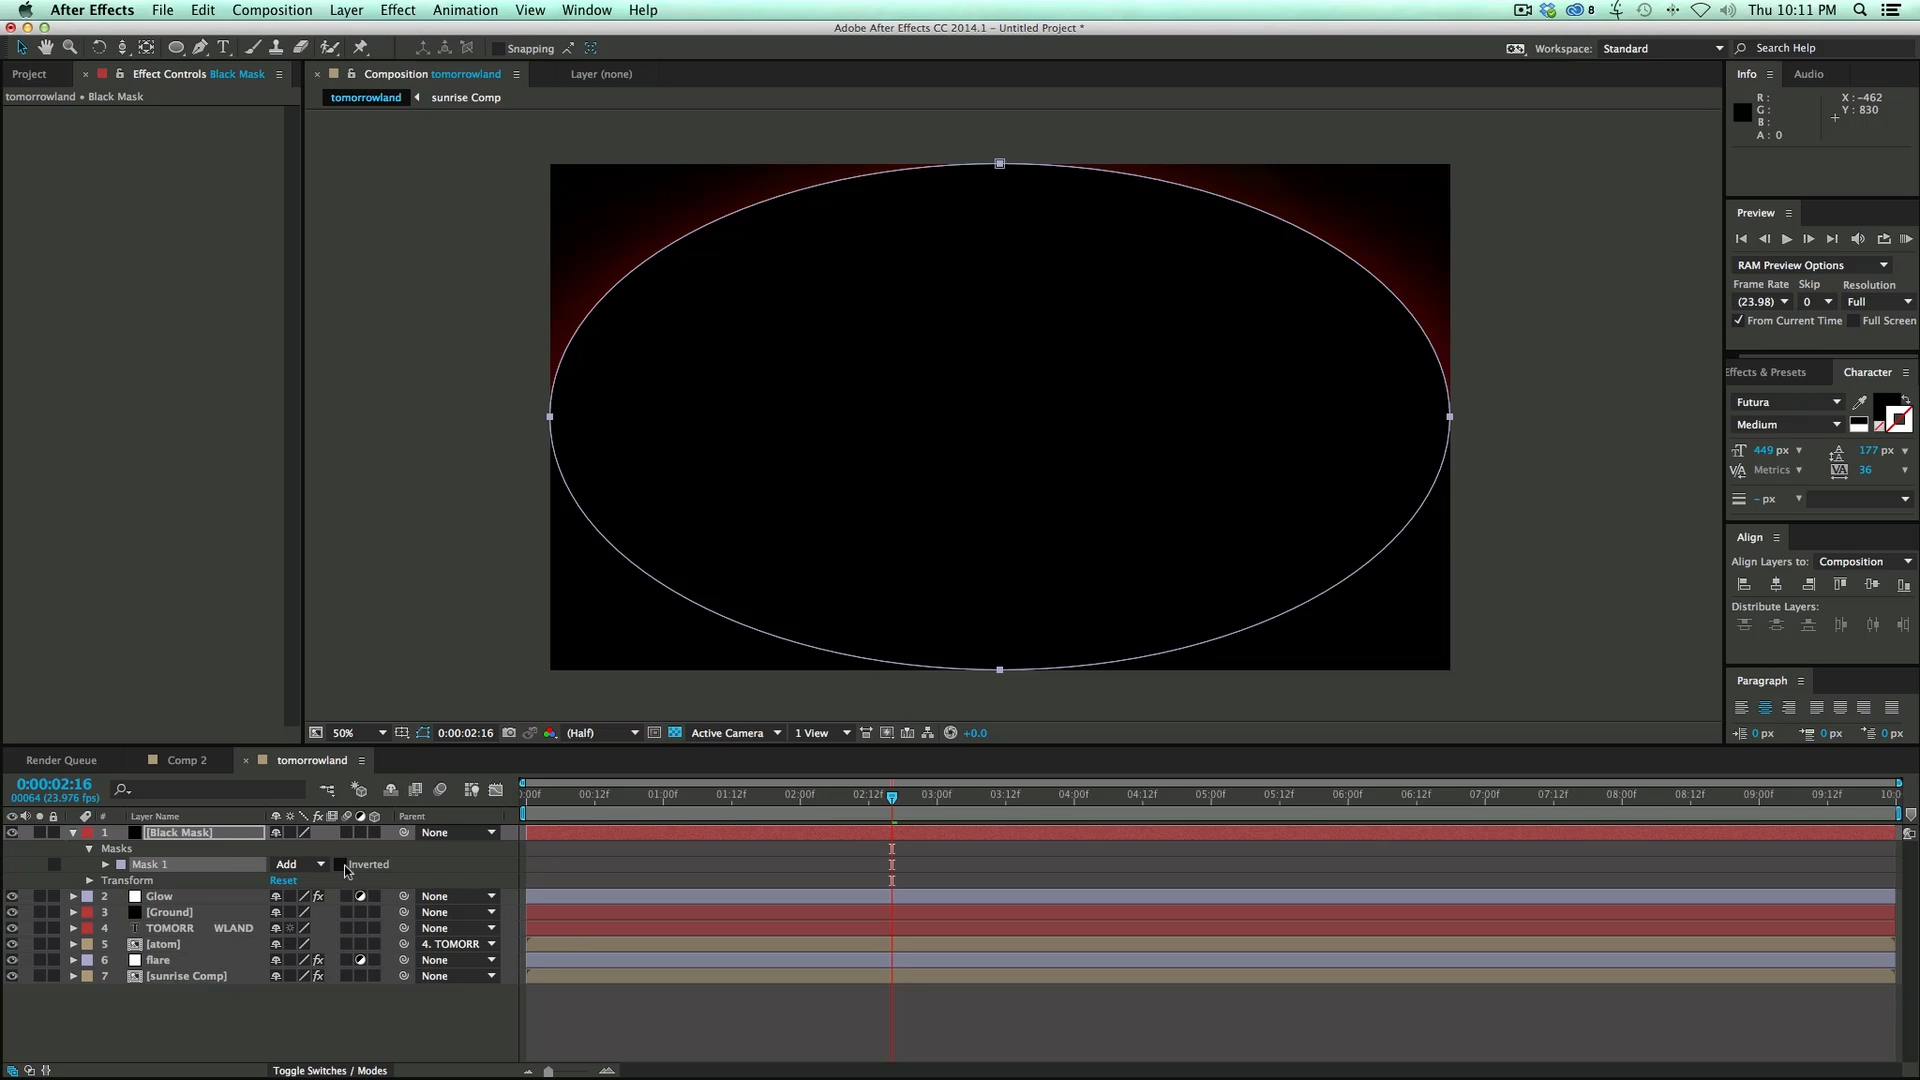 After Effects File Edit Composition Layer Effect Animation View Window Help 8 Thu 10:11 PM
Adobe After Effects CC 2014.1 – Untitled Project *
T Snapping Workspace: Standard Search Help
Project × Effect Controls Black Mask × Composition tomorrowland Layer (none) Info Audio
tomorrowland • Black Mask tomorrowland sunrise Comp
R : X : -462
G : Y : 830
B :
A : 0
Preview
RAM Preview Options
Frame Rate Skip Resolution
(23.98) 0 Full
From Current Time Full Screen
Effects & Presets Character
Futura
Medium
449 px 177 px
Metrics 36
– px
Align
Align Layers to: Composition
Distribute Layers:
Paragraph
0 px 0 px 0 px
50% 0:00:02:16 (Half) Active Camera 1 View +0.0
Render Queue Comp 2 × tomorrowland
0:00:02:16
00064 (23.976 fps)
):00f 00:12f 01:00f 01:12f 02:00f 02:12f 03:00f 03:12f 04:00f 04:12f 05:00f 05:12f 06:00f 06:12f 07:00f 07:12f 08:00f 08:12f 09:00f 09:12f 10:0
# Layer Name fx Parent
1 [Black Mask] None
Masks
Mask 1 Add Inverted
Transform Reset
2 Glow fx None
3 [Ground] None
4 T TOMORR WLAND None
5 [atom] 4. TOMORR
6 flare fx None
7 [sunrise Comp] fx None
Toggle Switches / Modes